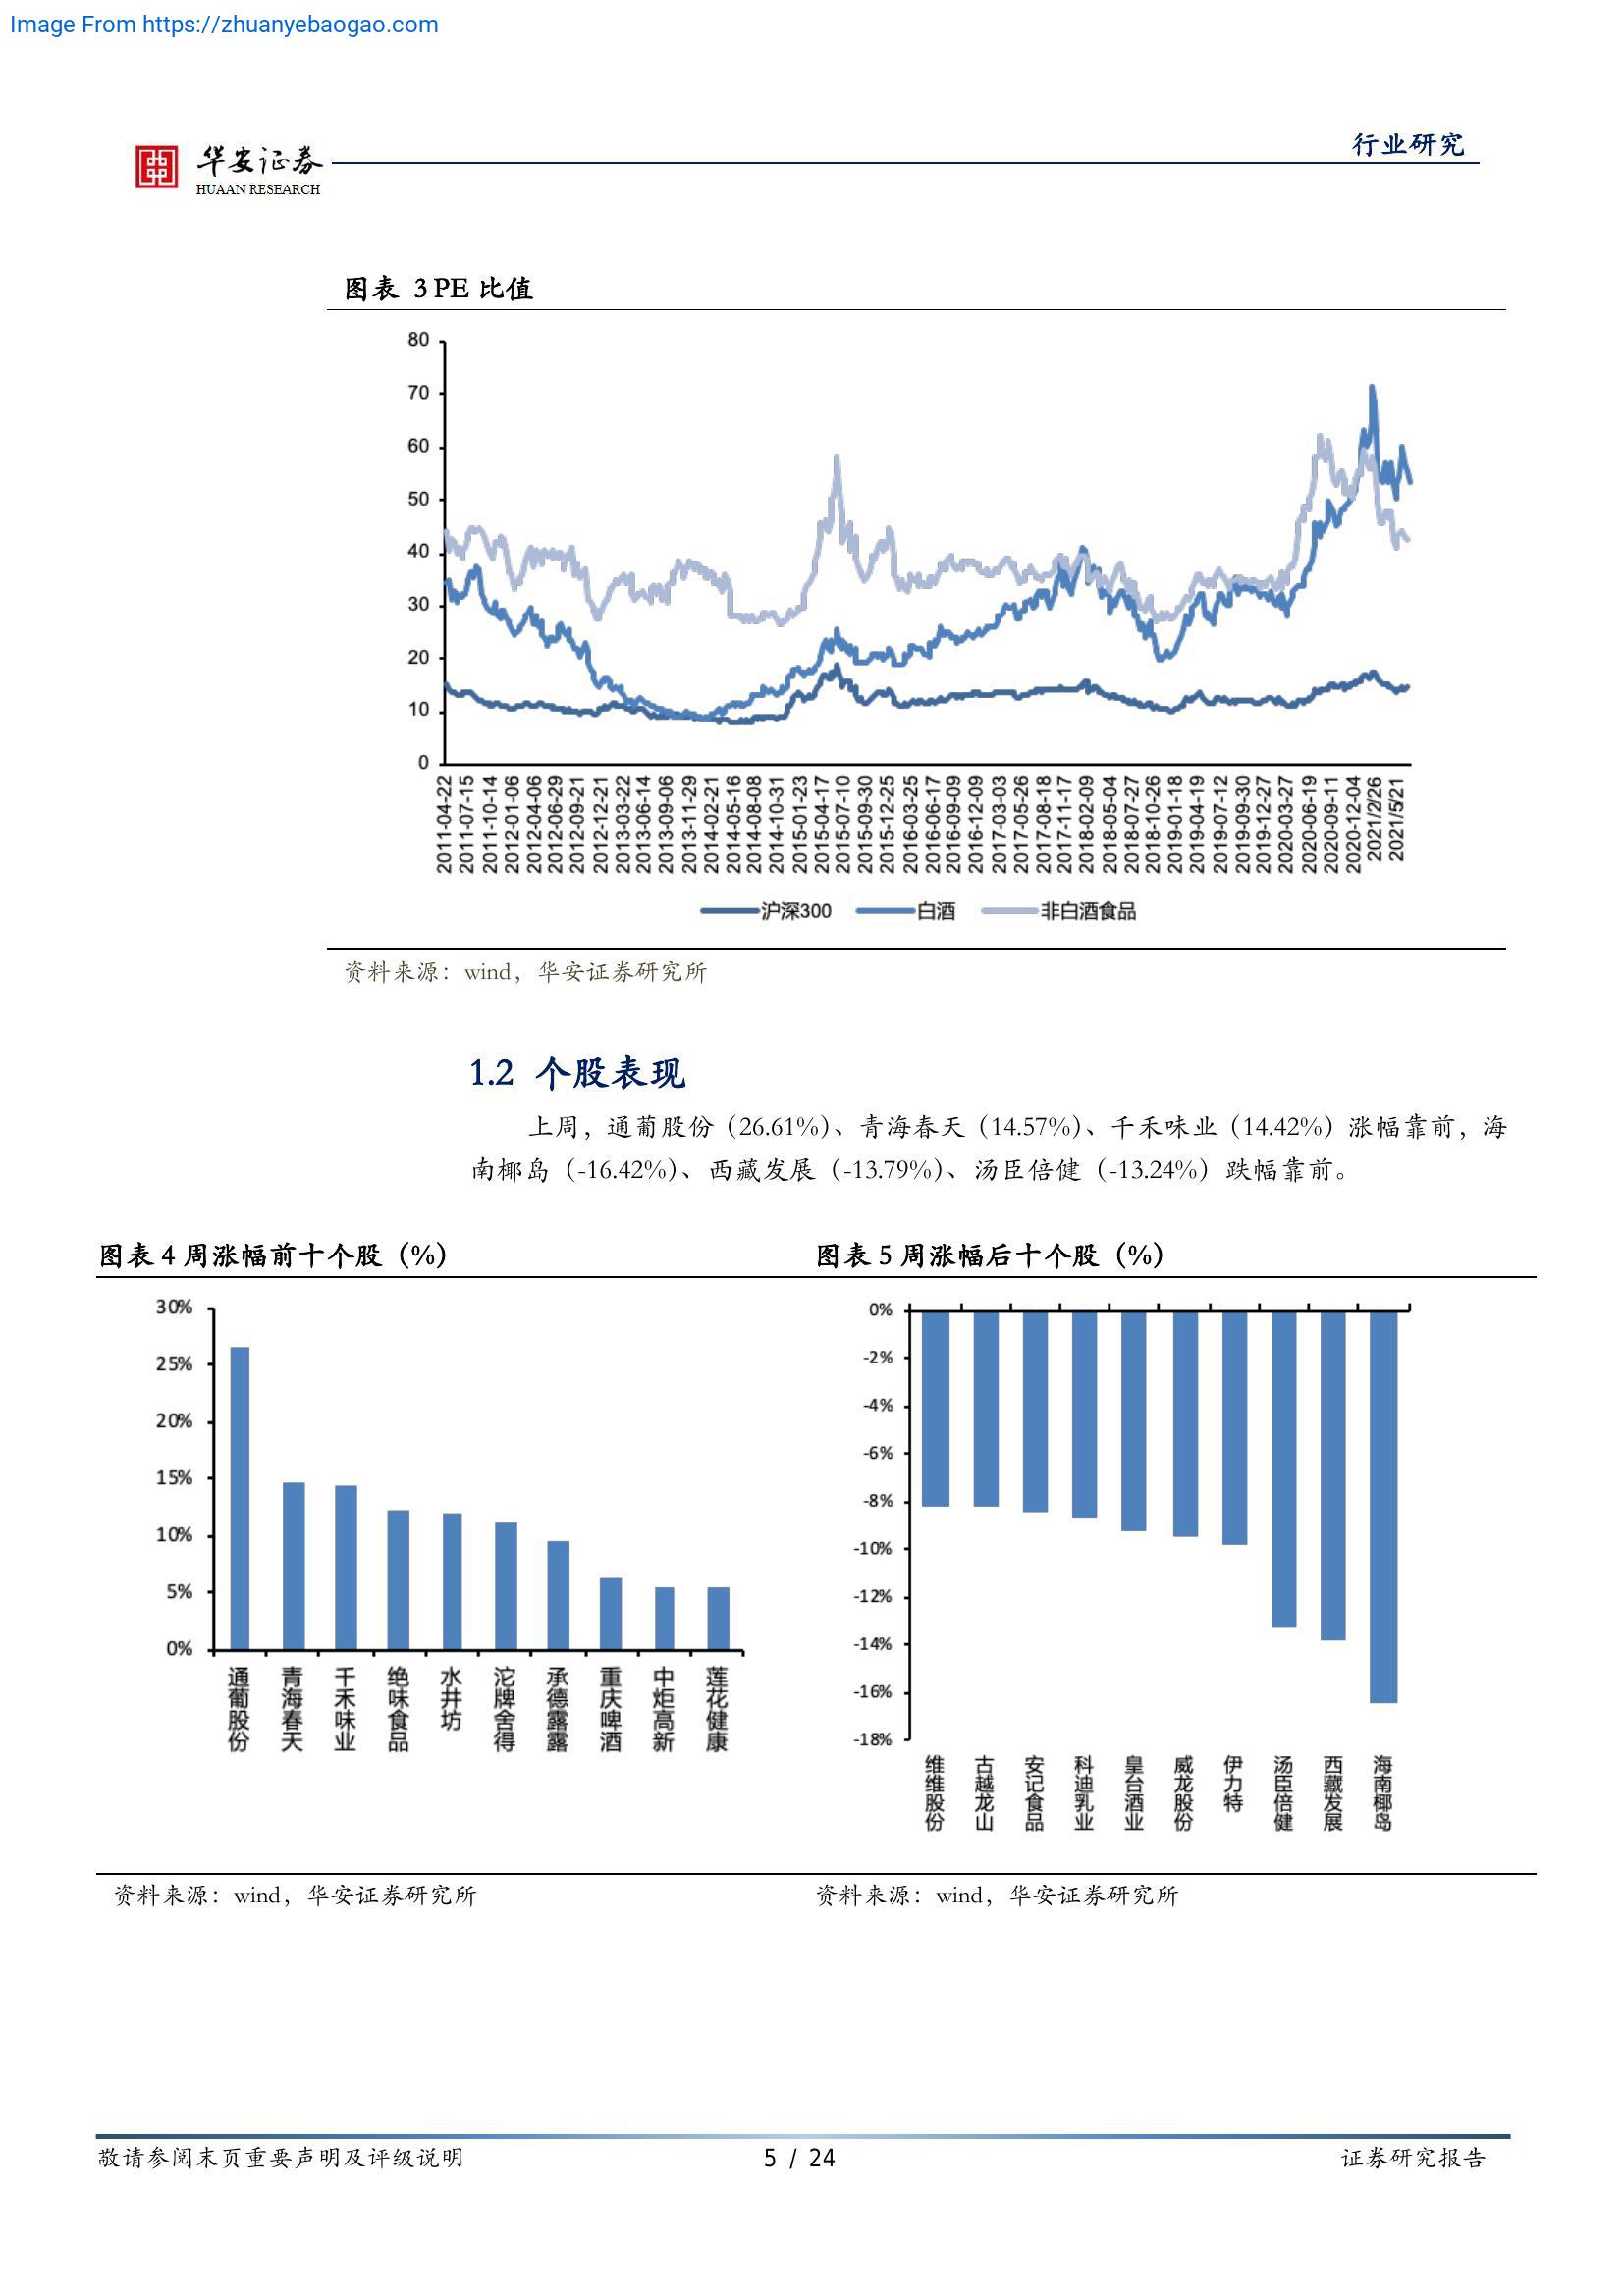 Image From https://zhuanyebaogao.com
华安证券
HUAAN RESEARCH
行业研究
图表 3 PE 比值
80
70
60
50
40
30
20
10
0
2011-04-22
2011-07-15
2011-10-14
2012-01-06
2012-04-06
2012-06-29
2012-09-21
2012-12-21
2013-03-22
2013-06-14
2013-09-06
2013-11-29
2014-02-21
2014-05-16
2014-08-08
2014-10-31
2015-01-23
2015-04-17
2015-07-10
2015-09-30
2015-12-25
2016-03-25
2016-06-17
2016-09-09
2016-12-09
2017-03-03
2017-05-26
2017-08-18
2017-11-17
2018-02-09
2018-05-04
2018-07-27
2018-10-26
2019-01-18
2019-04-19
2019-07-12
2019-09-30
2019-12-27
2020-03-27
2020-06-19
2020-09-11
2020-12-04
2021/2/26
2021/5/21
沪深300 白酒 非白酒食品
资料来源：wind，华安证券研究所
1.2 个股表现
上周，通葡股份（26.61%）、青海春天（14.57%）、千禾味业（14.42%）涨幅靠前，海
南椰岛（-16.42%）、西藏发展（-13.79%）、汤臣倍健（-13.24%）跌幅靠前。
图表 4 周涨幅前十个股（%）
30%
25%
20%
15%
10%
5%
0%
通葡股份
青海春天
千禾味业
绝味食品
水井坊
沱牌舍得
承德露露
重庆啤酒
中炬高新
莲花健康
资料来源：wind，华安证券研究所
图表 5 周涨幅后十个股（%）
0%
-2%
-4%
-6%
-8%
-10%
-12%
-14%
-16%
-18%
维维股份
古越龙山
安记食品
科迪乳业
皇台酒业
威龙股份
伊力特
汤臣倍健
西藏发展
海南椰岛
资料来源：wind，华安证券研究所
敬请参阅末页重要声明及评级说明
5 / 24
证券研究报告